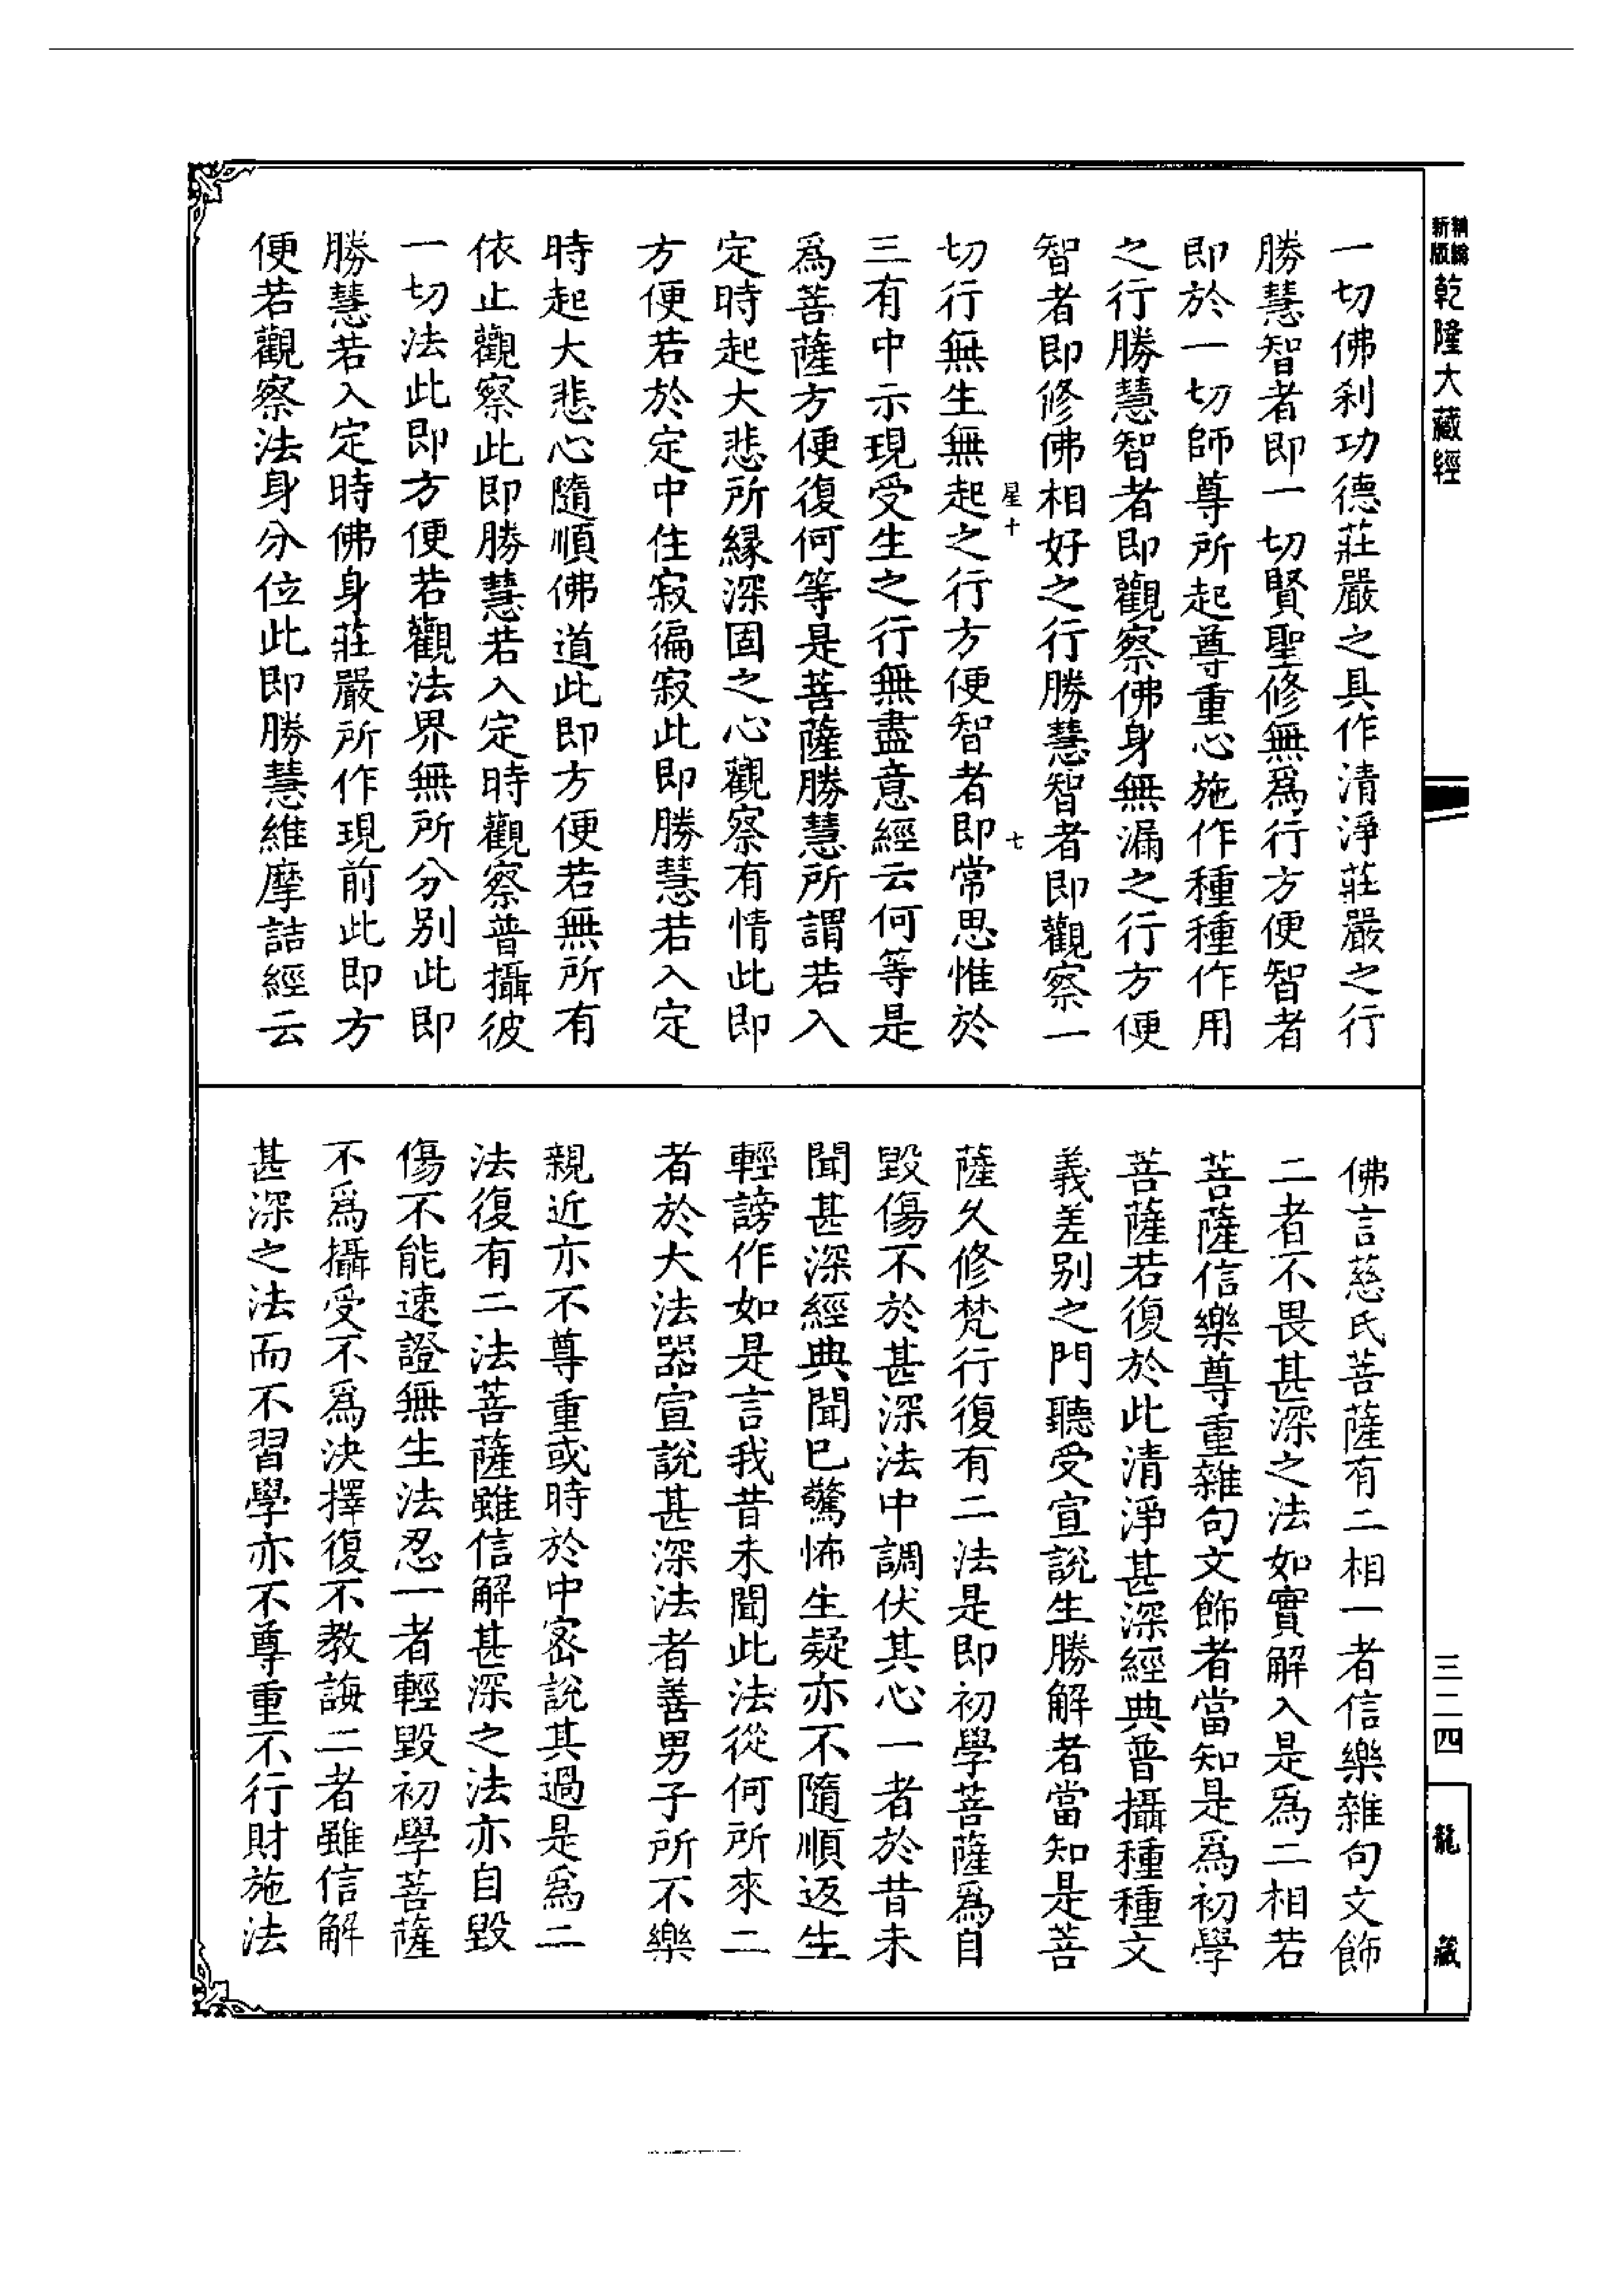 精編
新版
乾隆大藏經
一切佛刹功德莊嚴之具作清淨莊嚴之行
勝慧智者即一切賢聖修無爲行方便智者
即於一切師尊所起尊重心施作種種作用
之行勝慧智者即觀察佛身無漏之行方便
智者即修佛相好之行勝慧智者即觀察一
星十 七
切行無生無起之行方便智者即常思惟於
三有中示現受生之行無盡意經云何等是
爲菩薩方便復何等是菩薩勝慧所謂若入
定時起大悲所緣深固之心觀察有情此即
方便若於定中住寂徧寂此即勝慧若入定
時起大悲心隨順佛道此即方便若無所有
依止觀察此即勝慧若入定時觀察普攝彼
一切法此即方便若觀法界無所分別此即
勝慧若入定時佛身莊嚴所作現前此即方
便若觀察法身分位此即勝慧維摩詰經云
佛言慈氏菩薩有二相一者信樂雜句文飾
二者不畏甚深之法如實解入是爲二相若
菩薩信樂尊重雜句文飾者當知是爲初學
菩薩若復於此清淨甚深經典普攝種種文
義差別之門聽受宣說生勝解者當知是菩
薩久修梵行復有二法是即初學菩薩爲自
毀傷不於甚深法中調伏其心一者於昔未
聞甚深經典聞已驚怖生疑亦不隨順返生
輕謗作如是言我昔未聞此法從何所來二
者於大法器宣說甚深法者善男子所不樂
親近亦不尊重或時於中密說其過是爲二
法復有二法菩薩雖信解甚深之法亦自毀
傷不能速證無生法忍一者輕毀初學菩薩
不爲攝受不爲決擇復不教誨二者雖信解
甚深之法而不習學亦不尊重不行財施法
三二四
龍藏